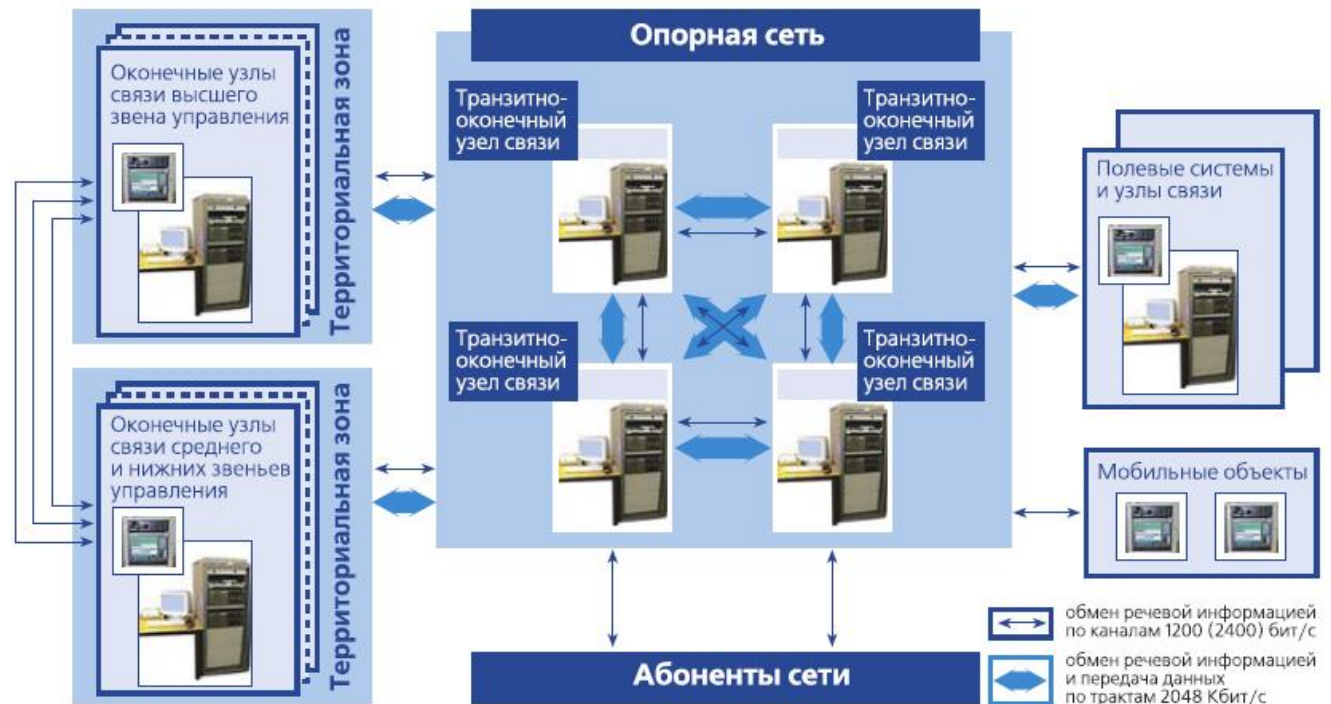 Оконечные узлы
связи высшего
звена управления
Территориальная зона
Оконечные узлы
связи среднего
и нижних звеньев
управления
Территориальная зона
Опорная сеть
Транзитно-
оконечный
узел связи
Транзитно-
оконечный
узел связи
Транзитно-
оконечный
узел связи
Транзитно-
оконечный
узел связи
Абоненты сети
Полевые системы
и узлы связи
Мобильные объекты
обмен речевой информацией
по каналам 1200 (2400) бит/с
обмен речевой информацией
и передача данных
по трактам 2048 Кбит/с